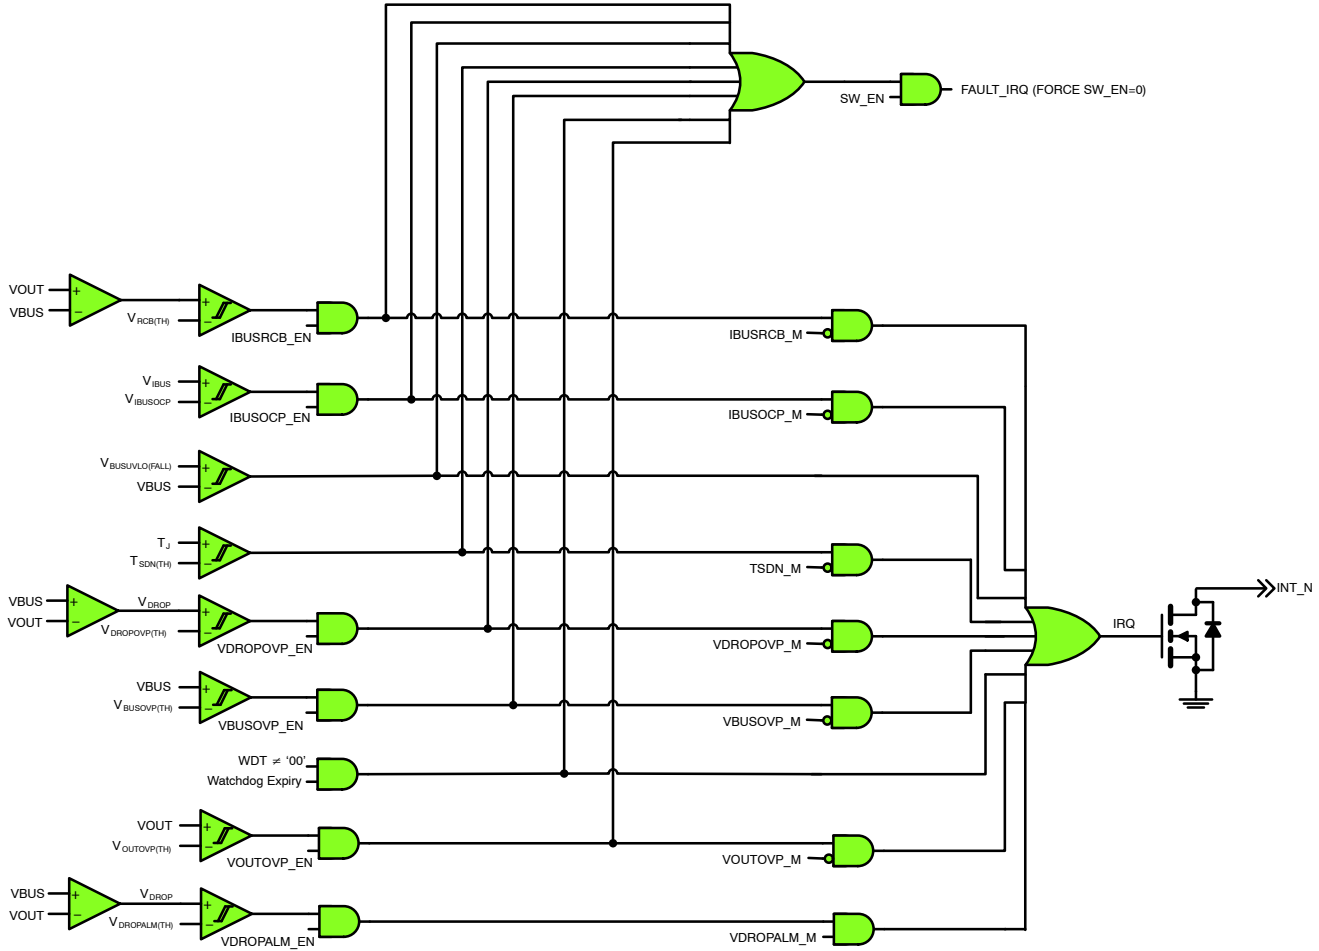 SW_EN
FAULT_IRQ (FORCE SW_EN=0)
VOUT
VBUS
+
−
VRCB(TH)
+
−
IBUSRCB_EN
IBUSRCB_M
VIBUS
VIBUSOCP
+
−
IBUSOCP_EN
IBUSOCP_M
VBUSUVLO(FALL)
VBUS
+
−
TJ
TSDN(TH)
+
−
TSDN_M
VBUS
VOUT
+
−
VDROP
VDROPOVP(TH)
+
−
VDROPOVP_EN
VDROPOVP_M
IRQ
INT_N
VBUS
VBUSOVP(TH)
+
−
VBUSOVP_EN
VBUSOVP_M
WDT ≠ ‘00’
Watchdog Expiry
VOUT
VOUTOVP(TH)
+
−
VOUTOVP_EN
VOUTOVP_M
VBUS
VOUT
+
−
VDROP
VDROPALM(TH)
+
−
VDROPALM_EN
VDROPALM_M